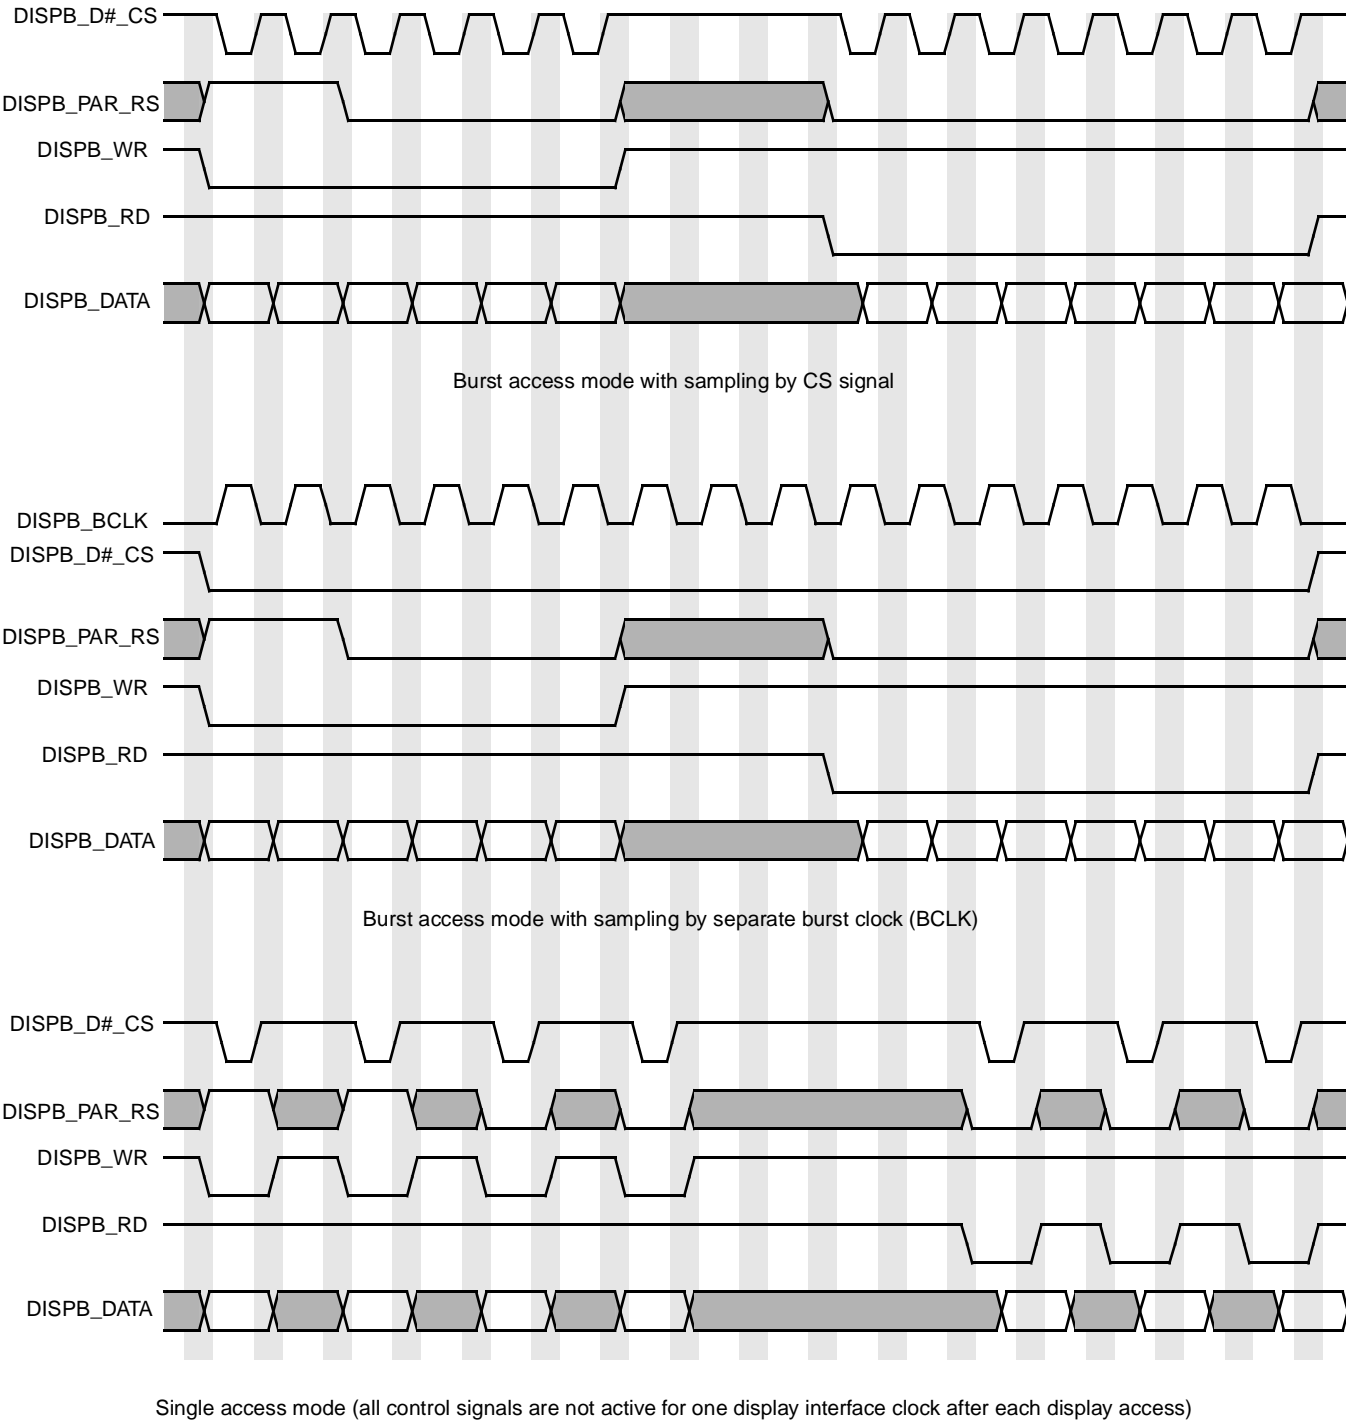 DISPB_D#_CS
DISPB_PAR_RS
DISPB_WR
DISPB_RD
DISPB_DATA
Burst access mode with sampling by CS signal
DISPB_BCLK
DISPB_D#_CS
DISPB_PAR_RS
DISPB_WR
DISPB_RD
DISPB_DATA
Burst access mode with sampling by separate burst clock (BCLK)
DISPB_D#_CS
DISPB_PAR_RS
DISPB_WR
DISPB_RD
DISPB_DATA
Single access mode (all control signals are not active for one display interface clock after each display access)